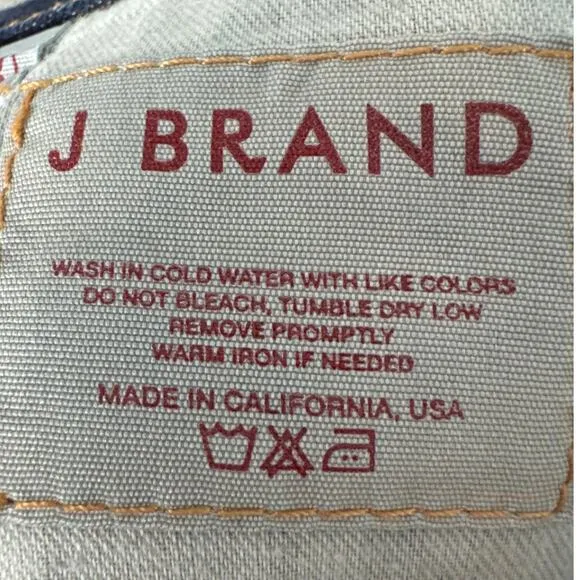 J BRAND
WASH IN COLD WATER WITH LIKE COLORS
DO NOT BLEACH, TUMBLE DRY LOW
REMOVE PROMPTLY
WARM IRON IF NEEDED
MADE IN CALIFORNIA, USA